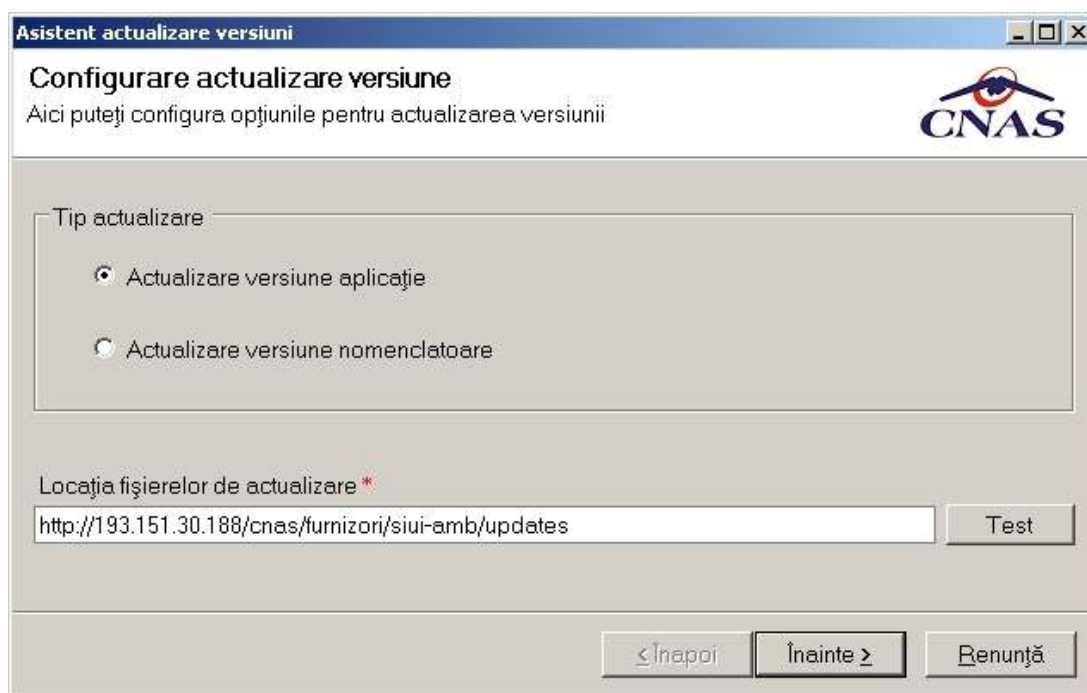 Asistent actualizare versiuni
Configurare actualizare versiune
Aici puteţi configura opţiunile pentru actualizarea versiunii
CNAS
Tip actualizare
Actualizare versiune aplicaţie
Actualizare versiune nomenclatoare
Locaţia fişierelor de actualizare *
http://193.151.30.188/cnas/furnizori/siui-amb/updates
Test
< Înapoi
Înainte >
Renunţă